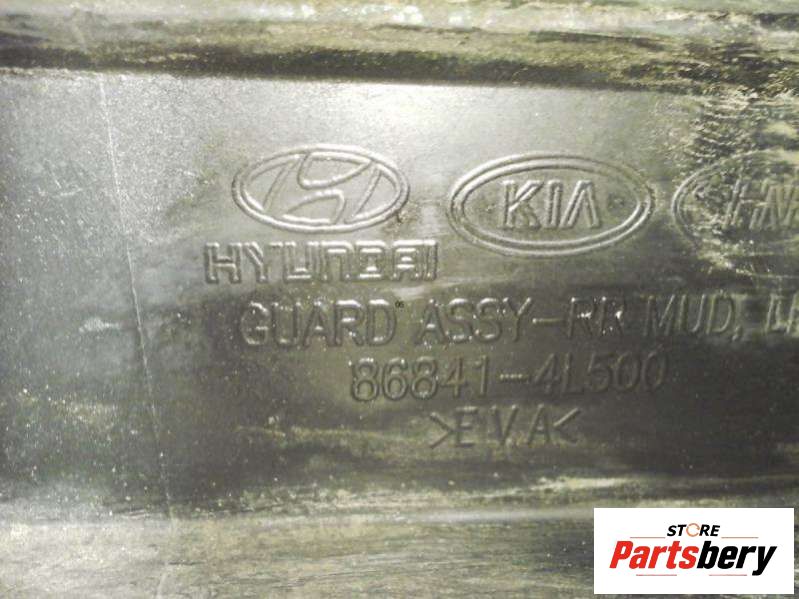 KIA
HYUNDAI
GUARD ASSY-RR MUD,
86841-4L500
>EVA<
STORE
Partsbery